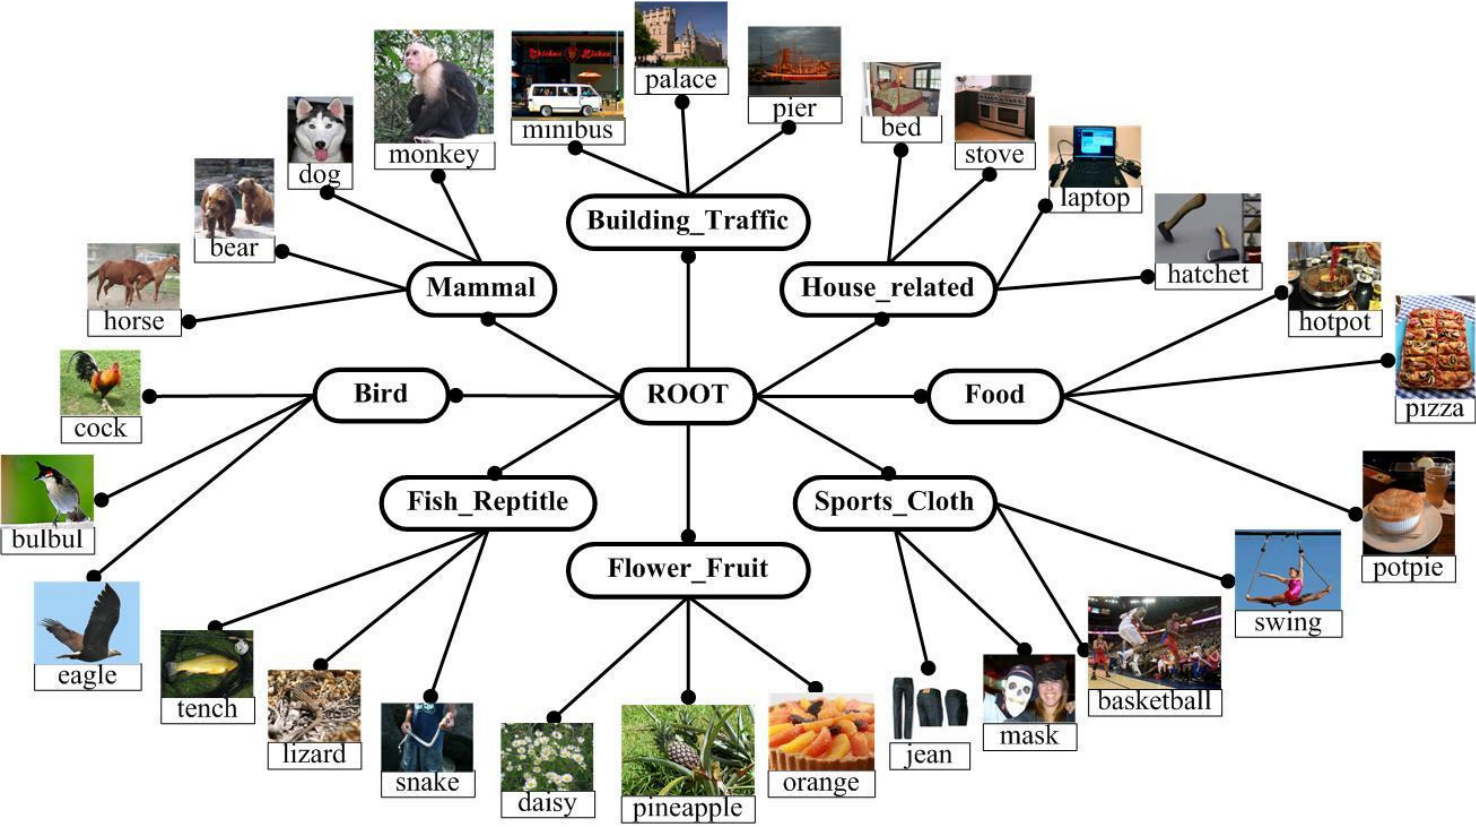 palace
pier
minibus
bed
monkey
stove
dog
laptop
bear
Building_Traffic
hatchet
Mammal
House_related
horse
hotpot
Bird
ROOT
Food
pizza
cock
Fish_Reptitle
Sports_Cloth
bulbul
Flower_Fruit
potpie
swing
eagle
tench
basketball
lizard
mask
jean
snake
orange
daisy
pineapple